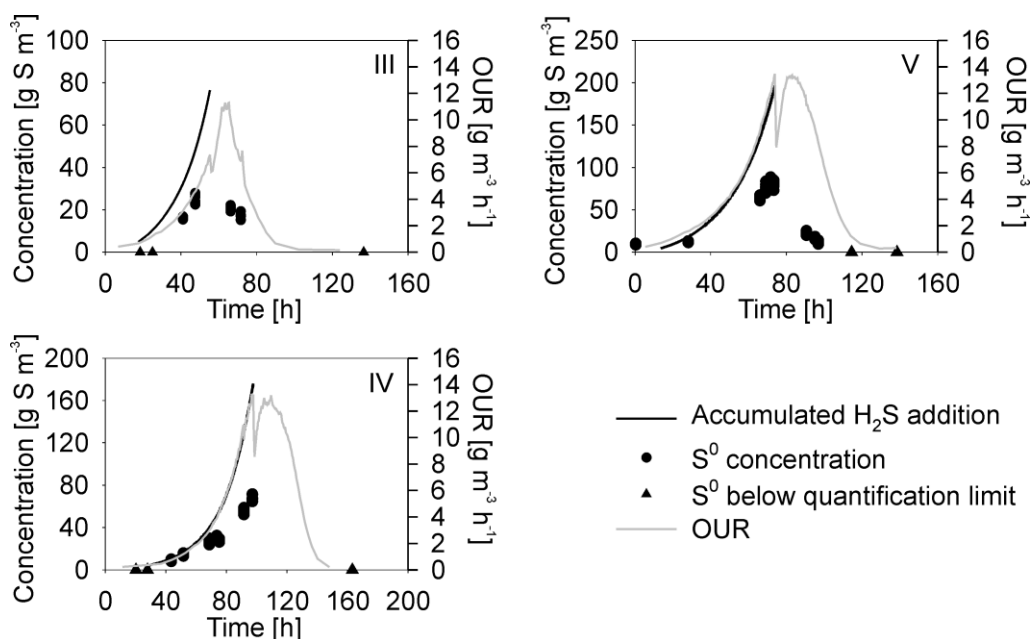 III
Concentration [g S m⁻³]
100
80
60
40
20
0
16
14
12
10
8
6
4
2
0
OUR [g m⁻³ h⁻¹]
0 40 80 120 160
Time [h]
V
Concentration [g S m⁻³]
250
200
150
100
50
0
16
14
12
10
8
6
4
2
0
OUR [g m⁻³ h⁻¹]
0 40 80 120 160
Time [h]
IV
Concentration [g S m⁻³]
200
160
120
80
40
0
16
14
12
10
8
6
4
2
0
OUR [g m⁻³ h⁻¹]
0 40 80 120 160 200
Time [h]
Accumulated H₂S addition
S⁰ concentration
S⁰ below quantification limit
OUR